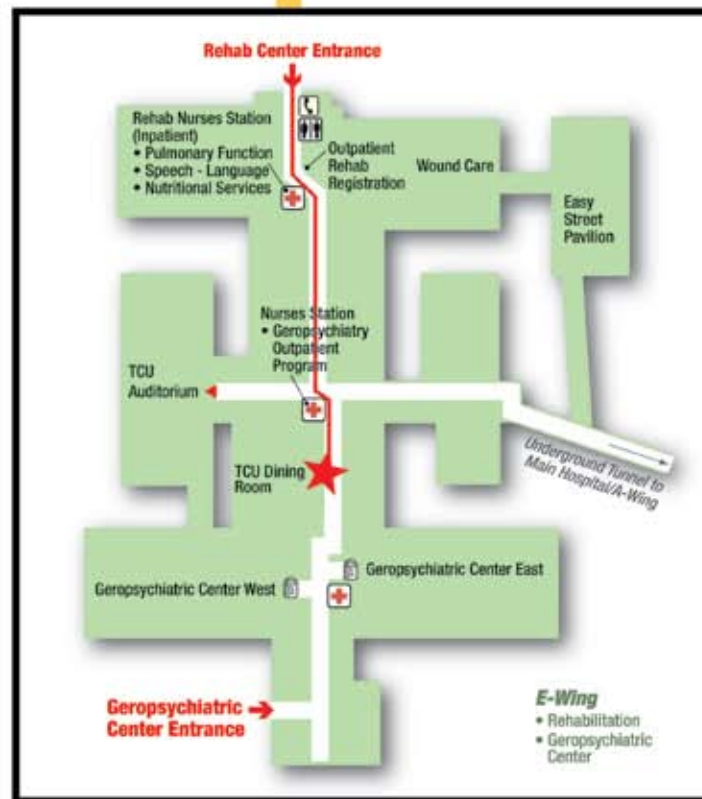 Rehab Center Entrance
Rehab Nurses Station
(Inpatient)
• Pulmonary Function
• Speech - Language
• Nutritional Services
Outpatient
Rehab
Registration
Wound Care
Easy
Street
Pavilion
Nurses Station
• Geropsychiatry
Outpatient
Program
TCU
Auditorium
Underground Tunnel to
Main Hospital/A-Wing
TCU Dining
Room
Geropsychiatric Center East
Geropsychiatric Center West
Geropsychiatric
Center Entrance
E-Wing
• Rehabilitation
• Geropsychiatric
Center